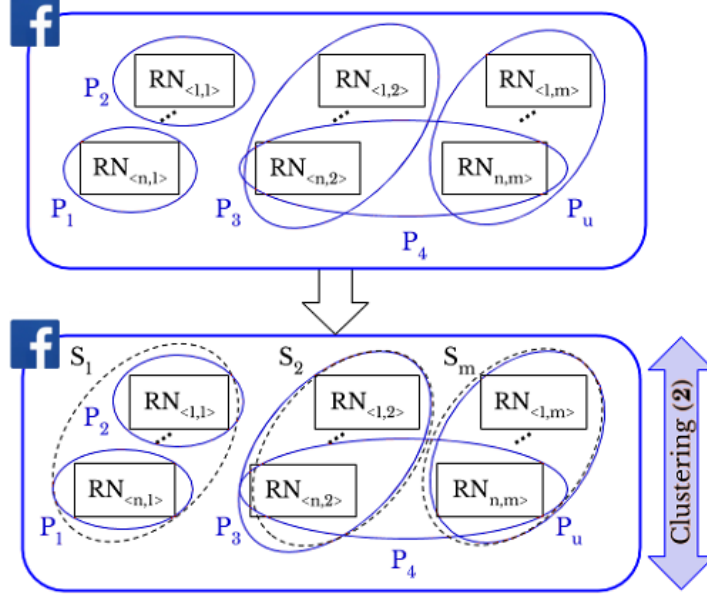 f
RN<1,1>
RN<1,2>
RN<1,m>
P2
RN<n,1>
RN<n,2>
RNn,m>
P1
P3
P4
Pu
f
S1
S2
Sm
RN<1,1>
RN<1,2>
RN<1,m>
P2
RN<n,1>
RN<n,2>
RNn,m>
P1
P3
P4
Pu
Clustering (2)